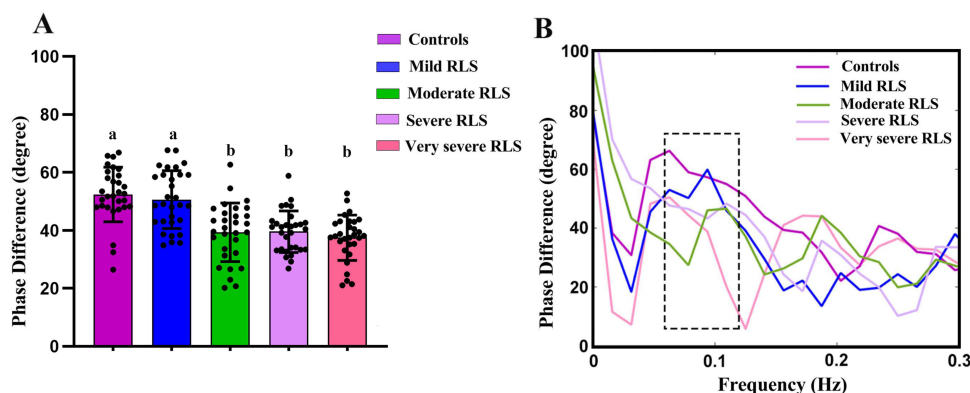 A
Phase Difference (degree)
100
80
60
40
20
0
a
a
b
b
b
Controls
Mild RLS
Moderate RLS
Severe RLS
Very severe RLS
B
Phase Difference (degree)
100
80
60
40
20
0
Controls
Mild RLS
Moderate RLS
Severe RLS
Very severe RLS
0
0.1
0.2
0.3
Frequency (Hz)